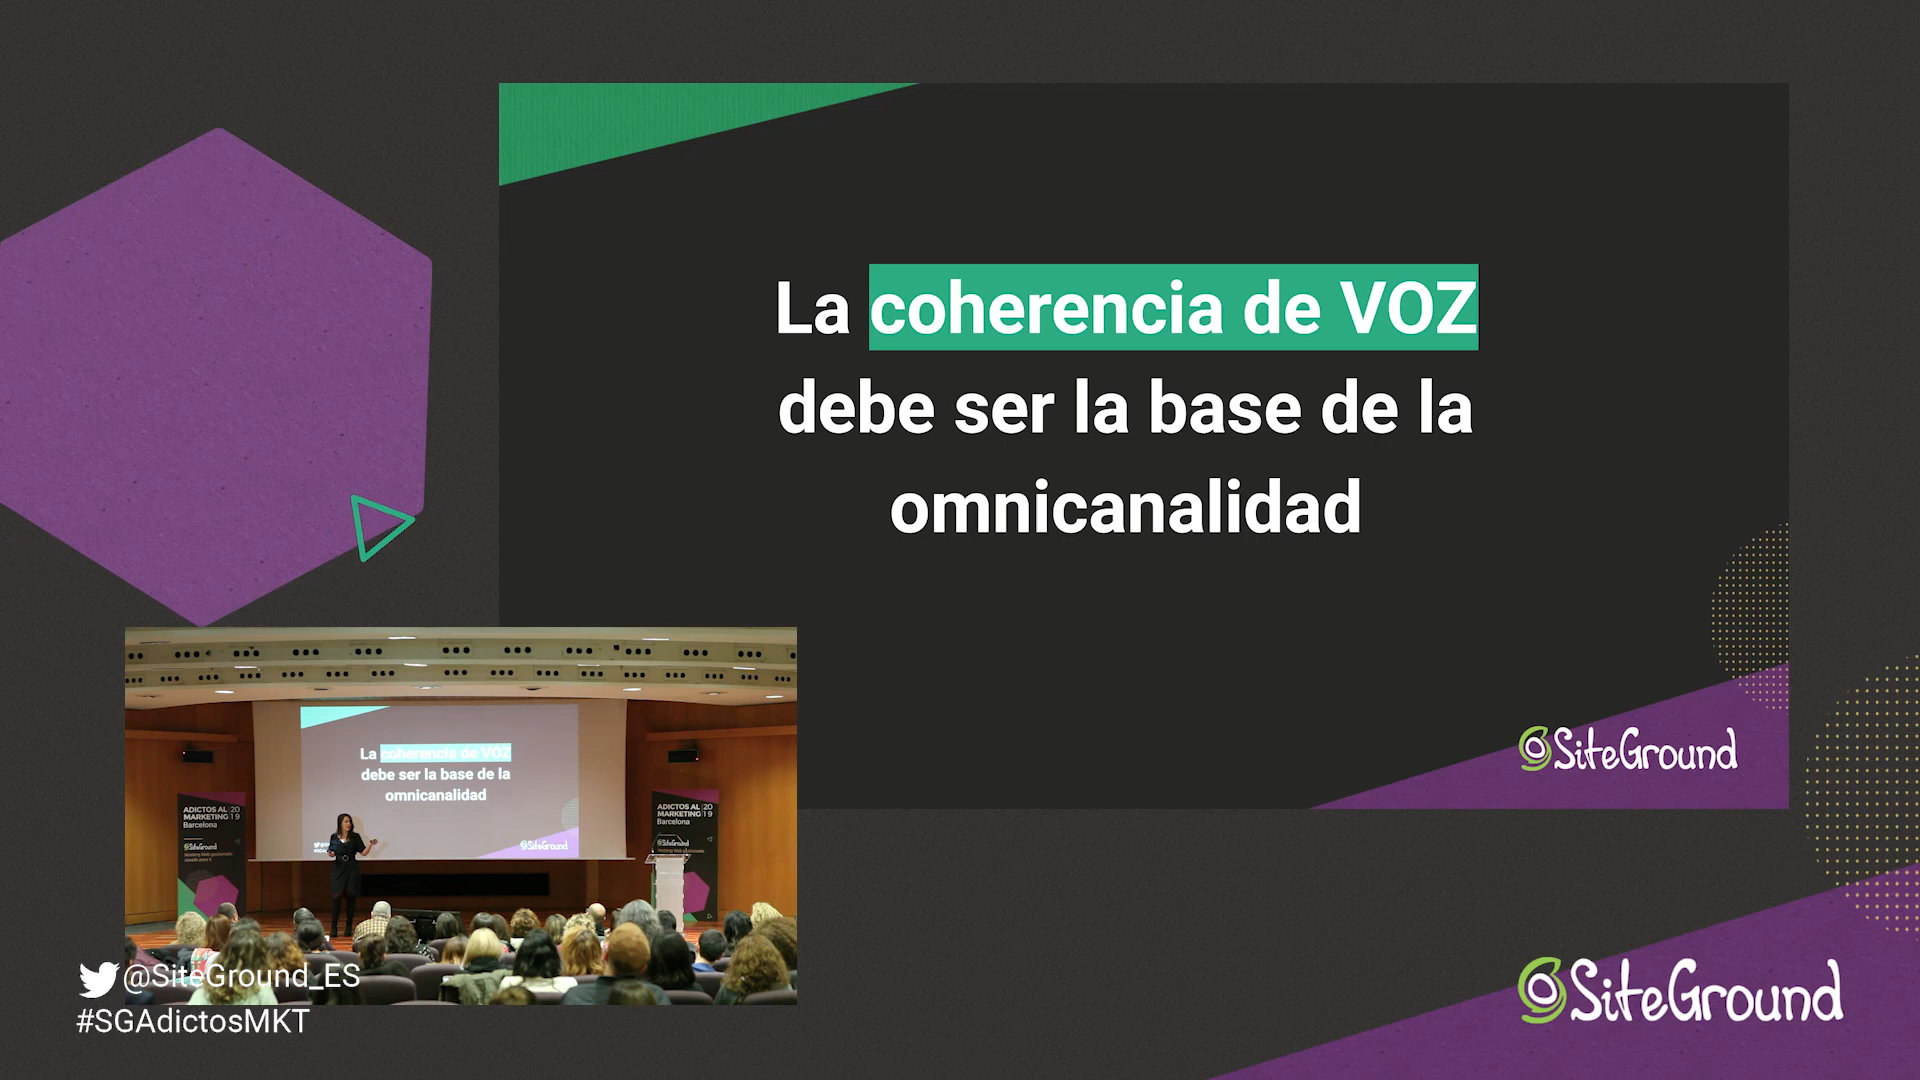 La coherencia de VOZ
debe ser la base de la
omnicanalidad
SiteGround
La coherencia de VOZ
debe ser la base de la
omnicanalidad
SiteGround
ADICTOS AL 20
MARKETING 19
Barcelona
SiteGround
ADICTOS AL 20
MARKETING 19
Barcelona
SiteGround
@SiteGround_ES
#SGAdictosMKT
SiteGround